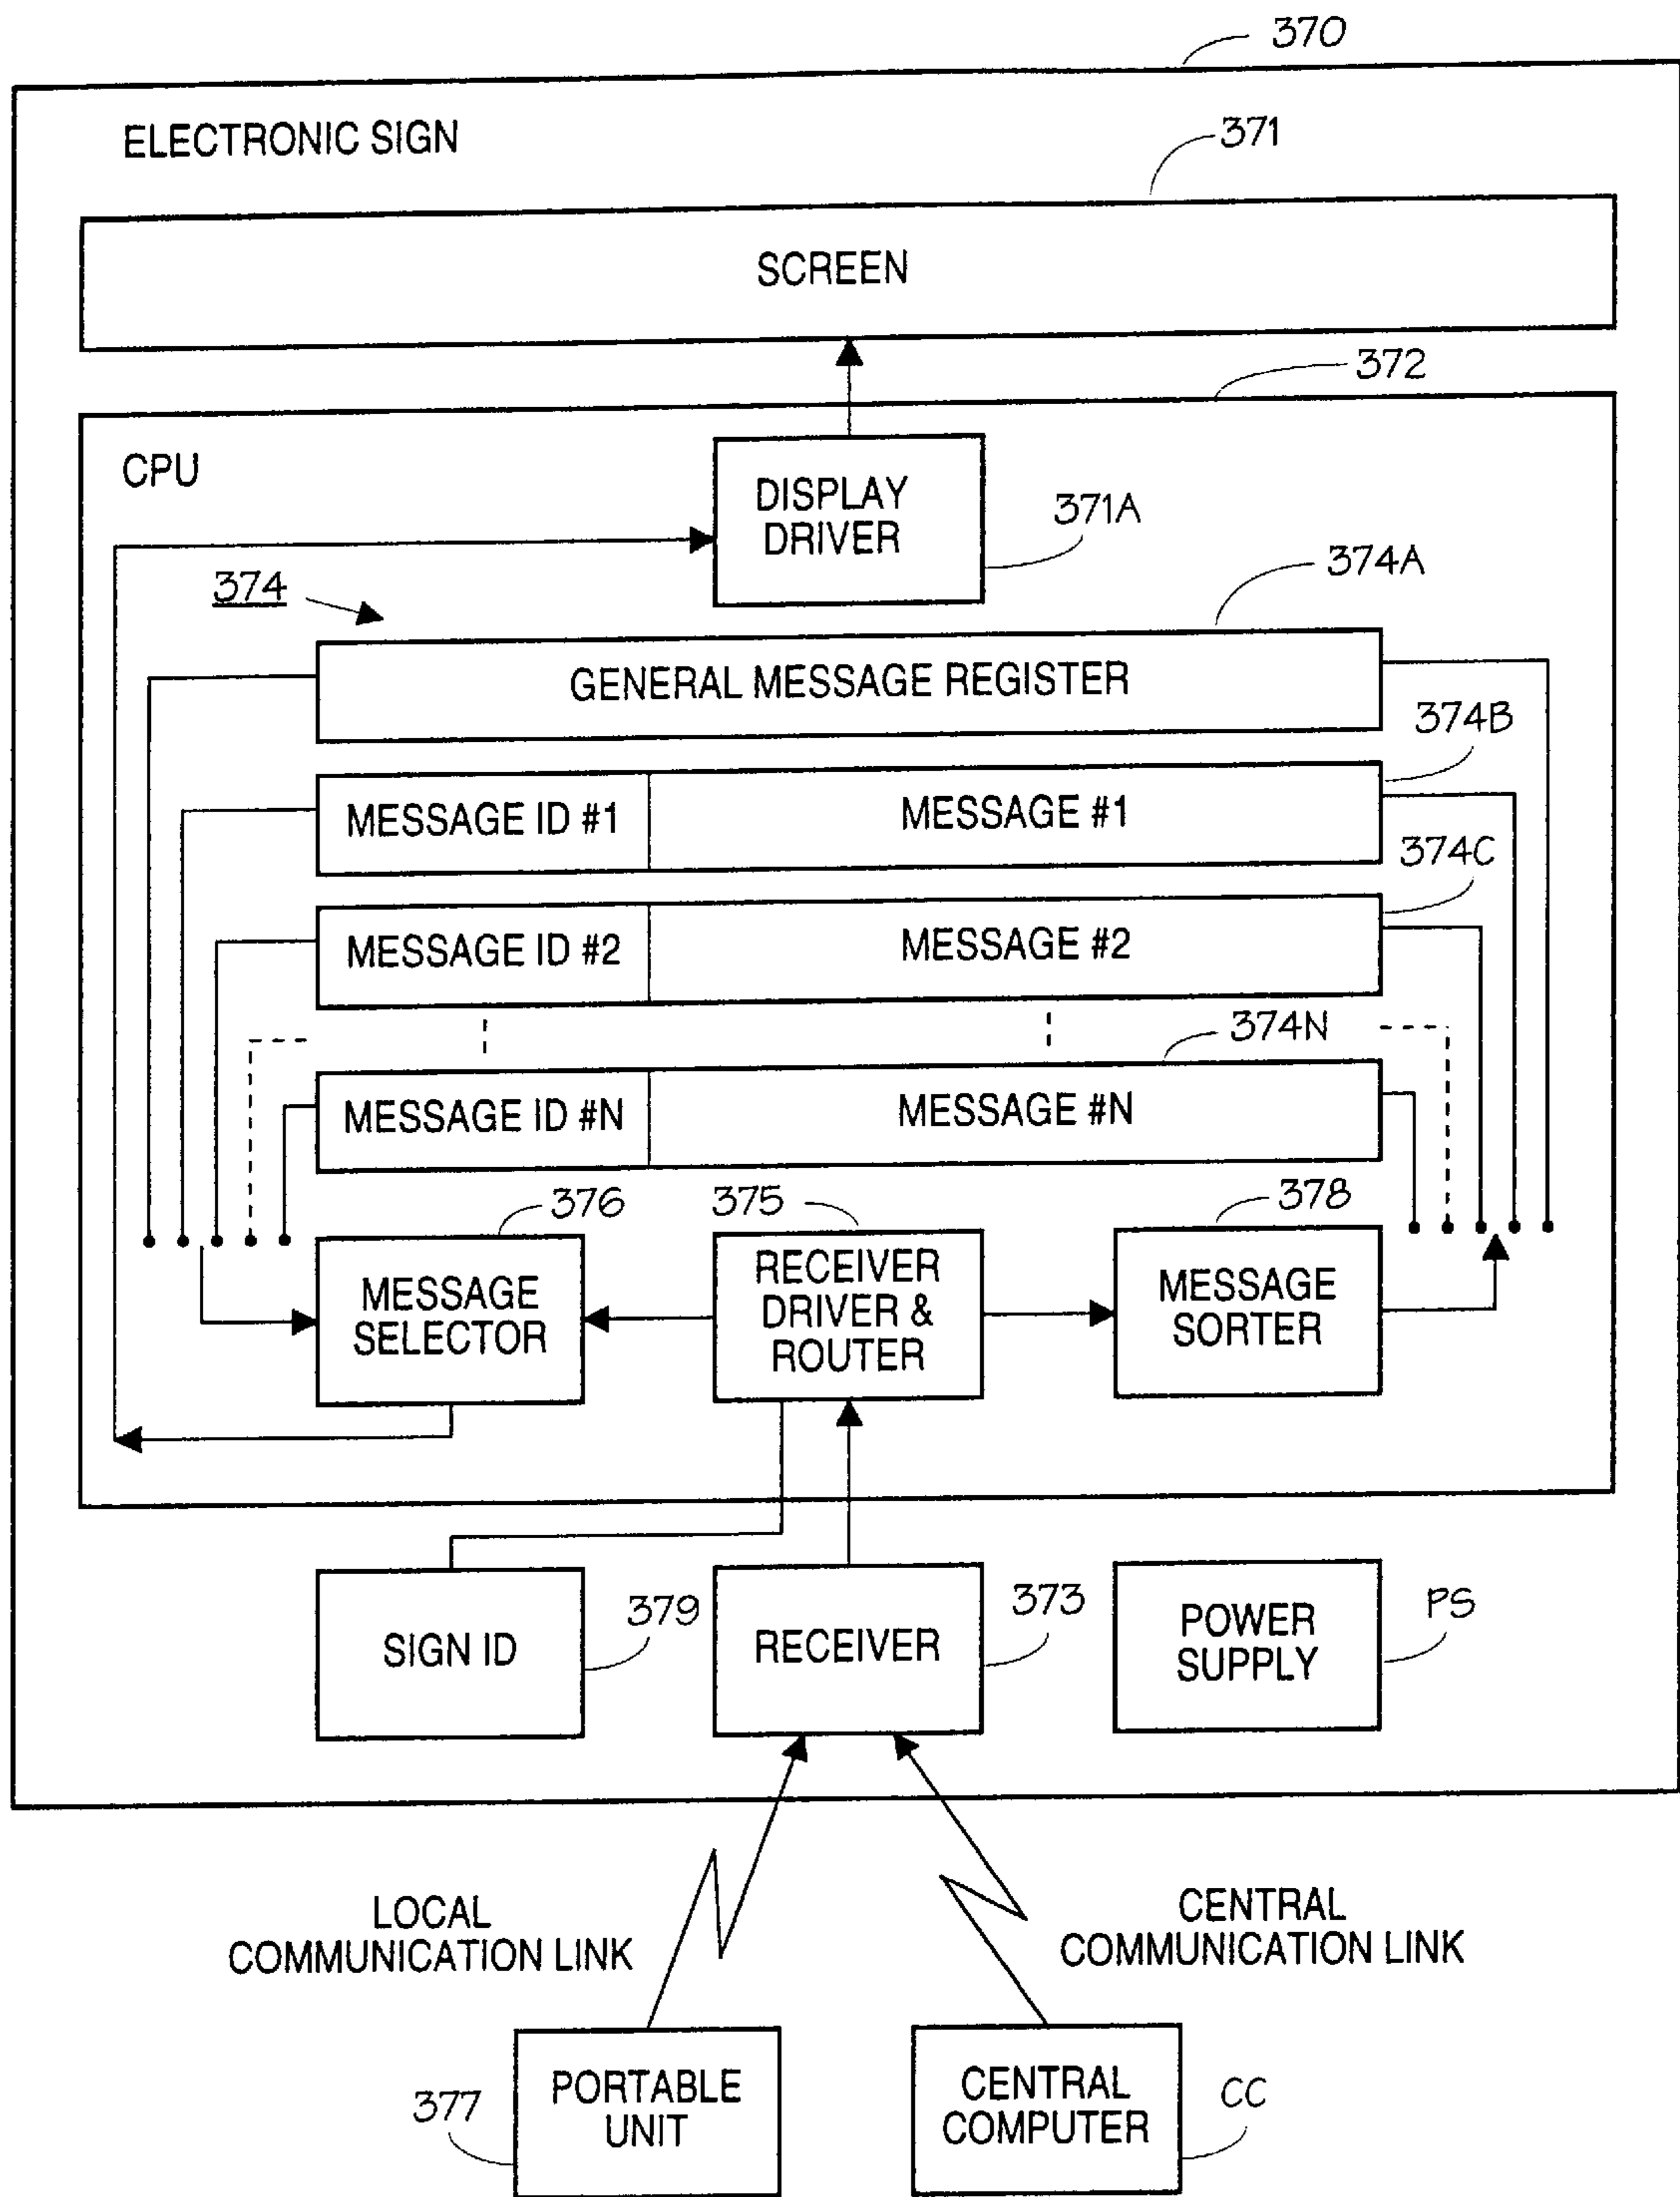 370
ELECTRONIC SIGN
371
SCREEN
372
CPU
DISPLAY
DRIVER
371A
374
374A
GENERAL MESSAGE REGISTER
374B
MESSAGE ID #1
MESSAGE #1
374C
MESSAGE ID #2
MESSAGE #2
374N
MESSAGE ID #N
MESSAGE #N
376
375
378
MESSAGE
SELECTOR
RECEIVER
DRIVER &
ROUTER
MESSAGE
SORTER
SIGN ID
379
RECEIVER
373
POWER
SUPPLY
PS
LOCAL
COMMUNICATION LINK
CENTRAL
COMMUNICATION LINK
377
PORTABLE
UNIT
CENTRAL
COMPUTER
CC